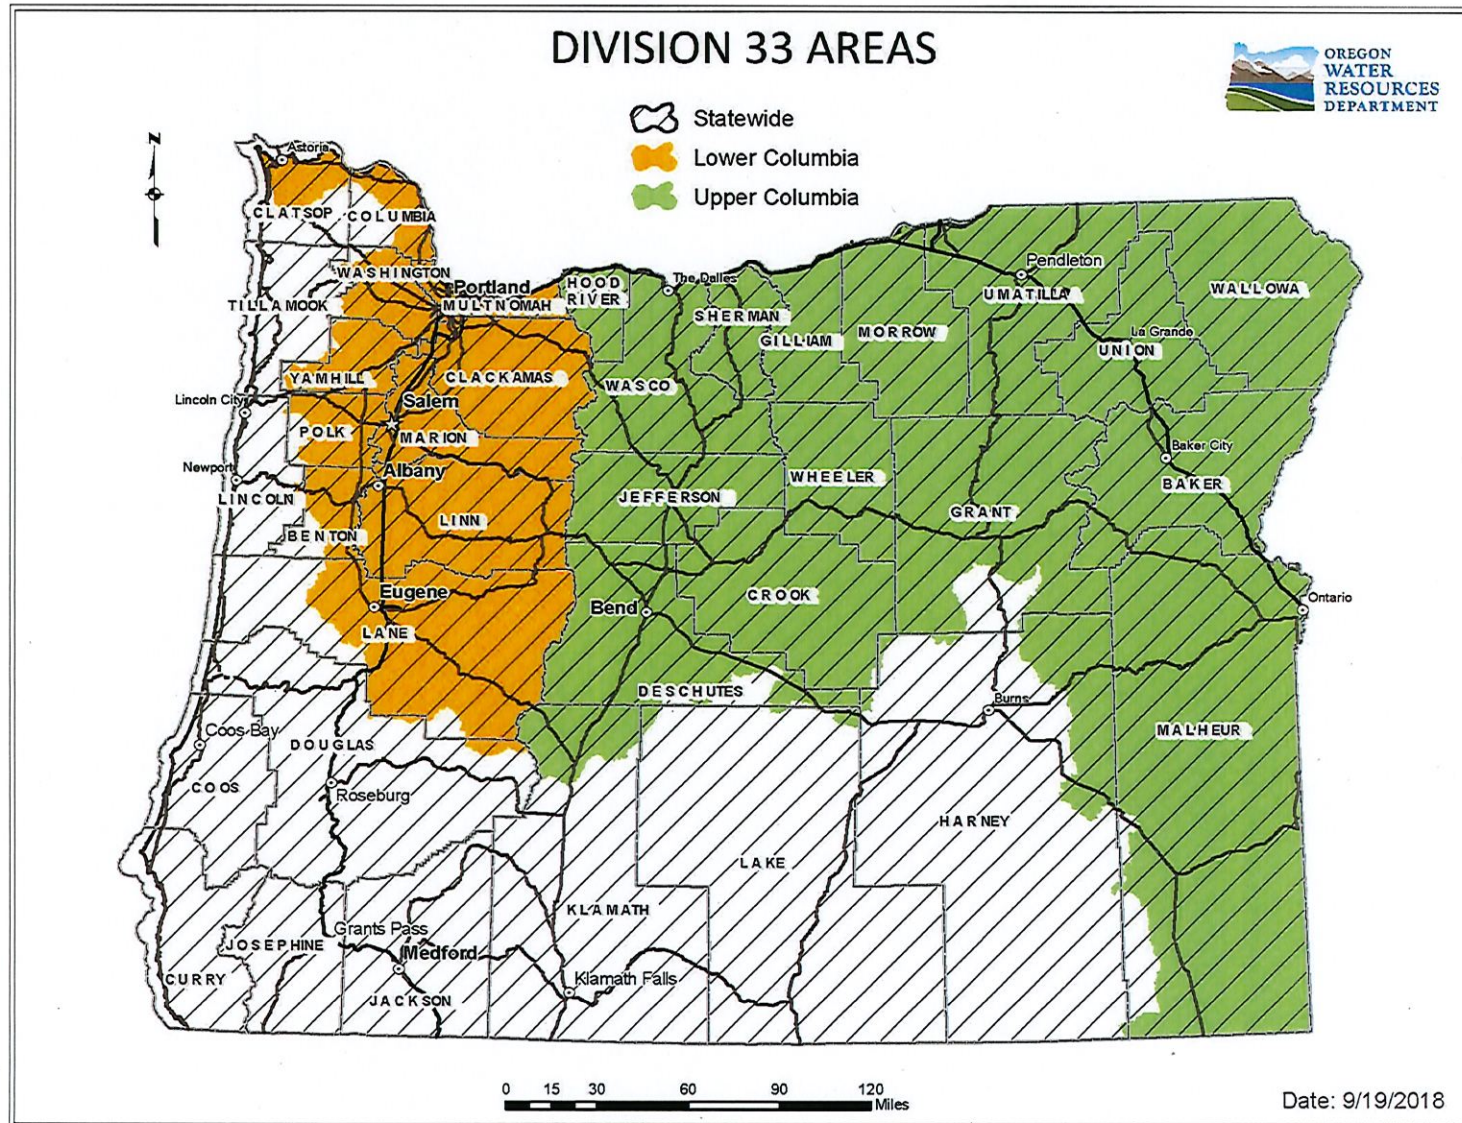 DIVISION 33 AREAS
OREGON
WATER
RESOURCES
DEPARTMENT
Statewide
Lower Columbia
Upper Columbia
N
Astoria
CLATSOP
COLUMBIA
WASHINGTON
Portland
MULTNOMAH
HOOD
RIVER
The Dalles
Pendleton
TILLAMOOK
SHERMAN
UMATILLA
WALLOWA
GILLIAM
MORROW
La Grande
UNION
YAMHILL
CLACKAMAS
WASCO
Lincoln City
Salem
POLK
MARION
Baker City
Newport
Albany
WHEELER
BAKER
LINCOLN
JEFFERSON
LINN
GRANT
BENTON
Eugene
Bend
CROOK
Ontario
LANE
DESCHUTES
Burns
Coos Bay
DOUGLAS
MALHEUR
COOS
Roseburg
HARNEY
LAKE
KLAMATH
Grants Pass
JOSEPHINE
Medford
CURRY
Klamath Falls
JACKSON
0 15 30 60 90 120
Miles
Date: 9/19/2018